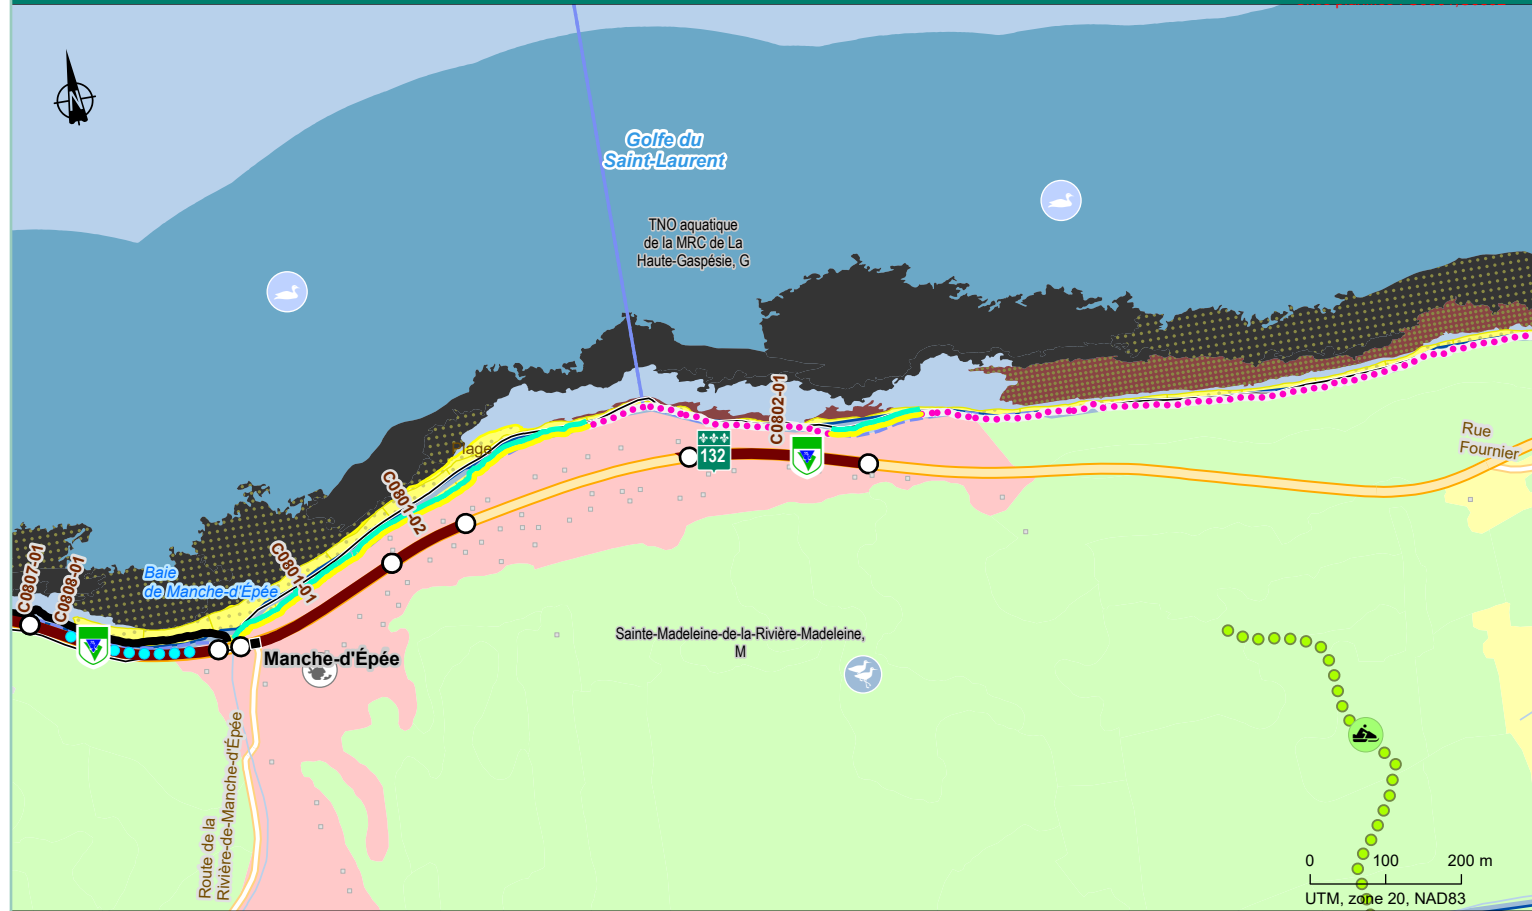 N
Golfe du
Saint-Laurent
TNO aquatique
de la MRC de La
Haute-Gaspésie, G
C0802-01
132
Rue
Fournier
Plage
C0801-02
C0801-01
C0807-01
C0808-01
Baie
de Manche-d'Épée
Sainte-Madeleine-de-la-Rivière-Madeleine,
M
Manche-d'Épée
Route de la
Rivière-de-Manche-d'Épée
0 100 200 m
UTM, zone 20, NAD83